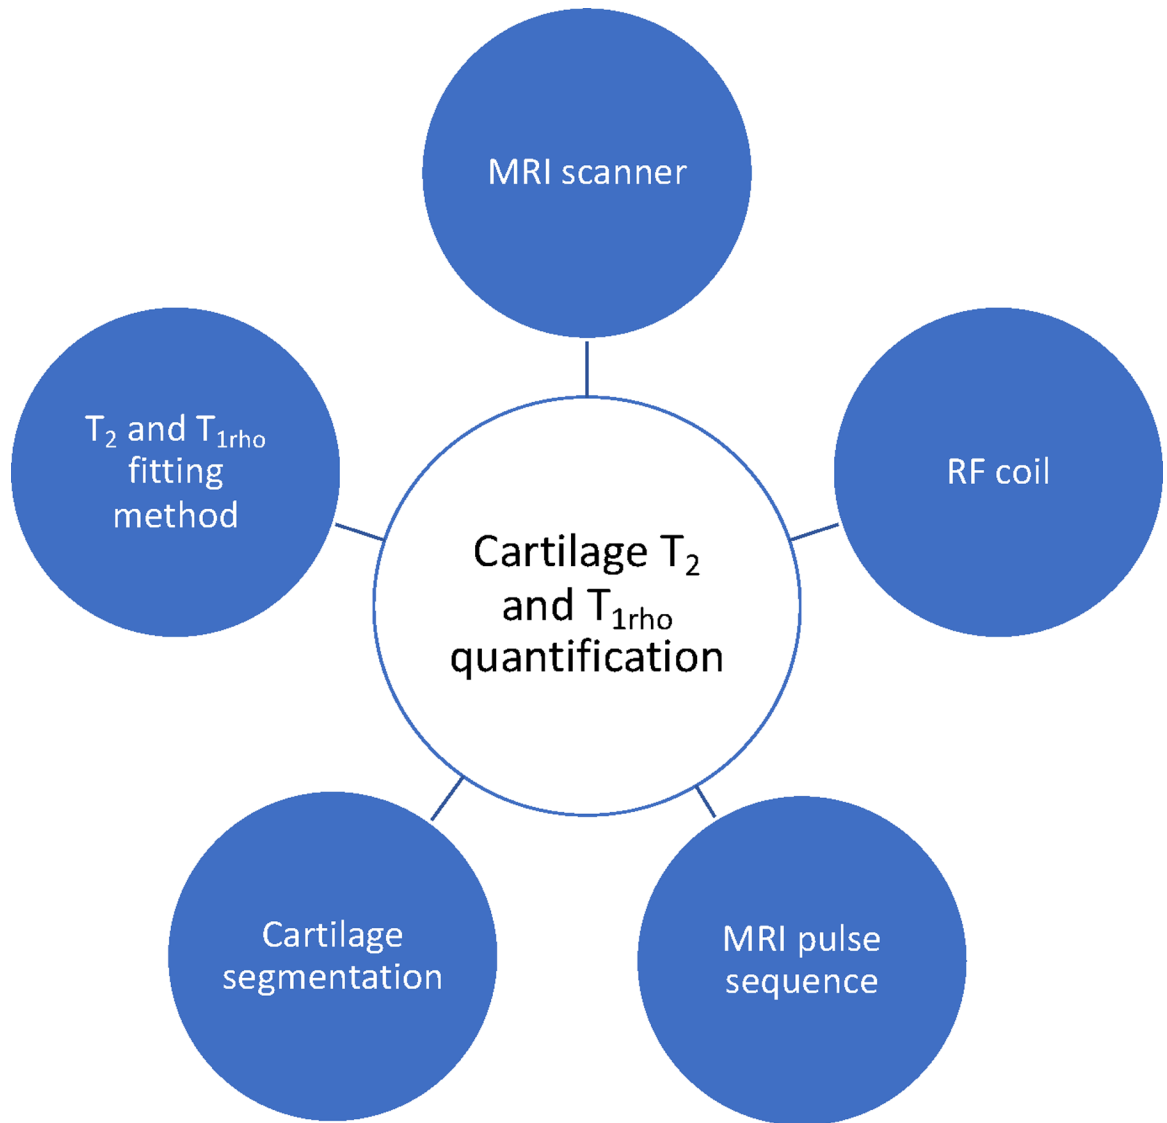 MRI scanner
T₂ and T₁rho
fitting
method
RF coil
Cartilage T₂
and T₁rho
quantification
Cartilage
segmentation
MRI pulse
sequence